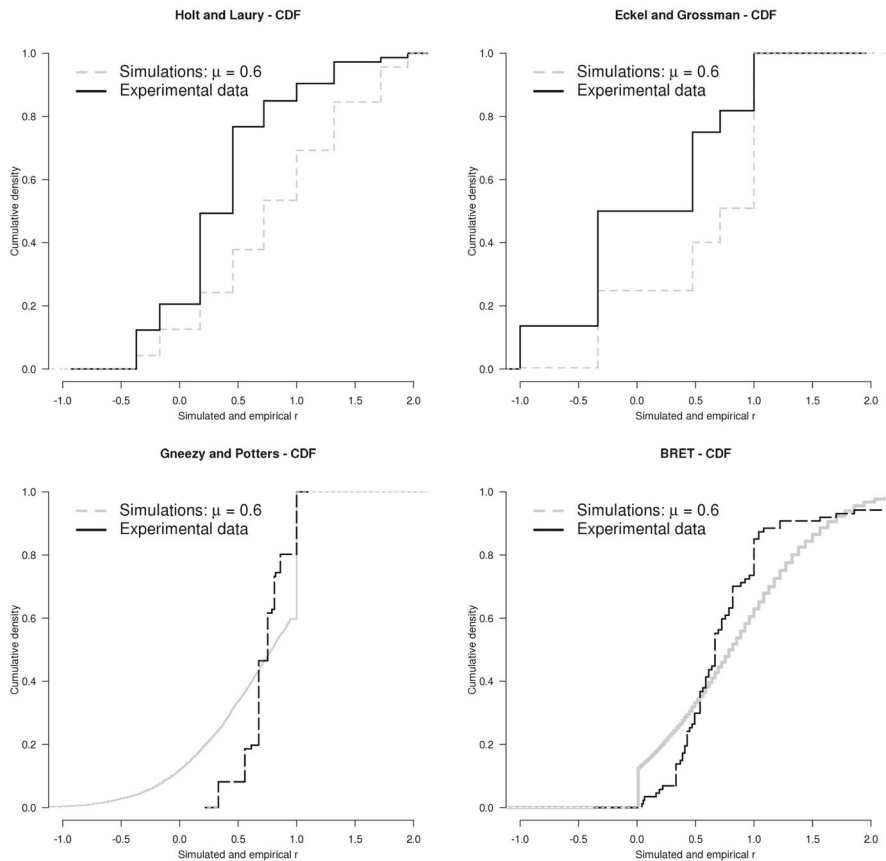 Holt and Laury - CDF
Simulations: μ = 0.6
Experimental data
Cumulative density
1.0
0.8
0.6
0.4
0.2
0.0
-1.0 -0.5 0.0 0.5 1.0 1.5 2.0
Simulated and empirical r
Eckel and Grossman - CDF
Simulations: μ = 0.6
Experimental data
Cumulative density
1.0
0.8
0.6
0.4
0.2
0.0
-1.0 -0.5 0.0 0.5 1.0 1.5 2.0
Simulated and empirical r
Gneezy and Potters - CDF
Simulations: μ = 0.6
Experimental data
Cumulative density
1.0
0.8
0.6
0.4
0.2
0.0
-1.0 -0.5 0.0 0.5 1.0 1.5 2.0
Simulated and empirical r
BRET - CDF
Simulations: μ = 0.6
Experimental data
Cumulative density
1.0
0.8
0.6
0.4
0.2
0.0
-1.0 -0.5 0.0 0.5 1.0 1.5 2.0
Simulated and empirical r